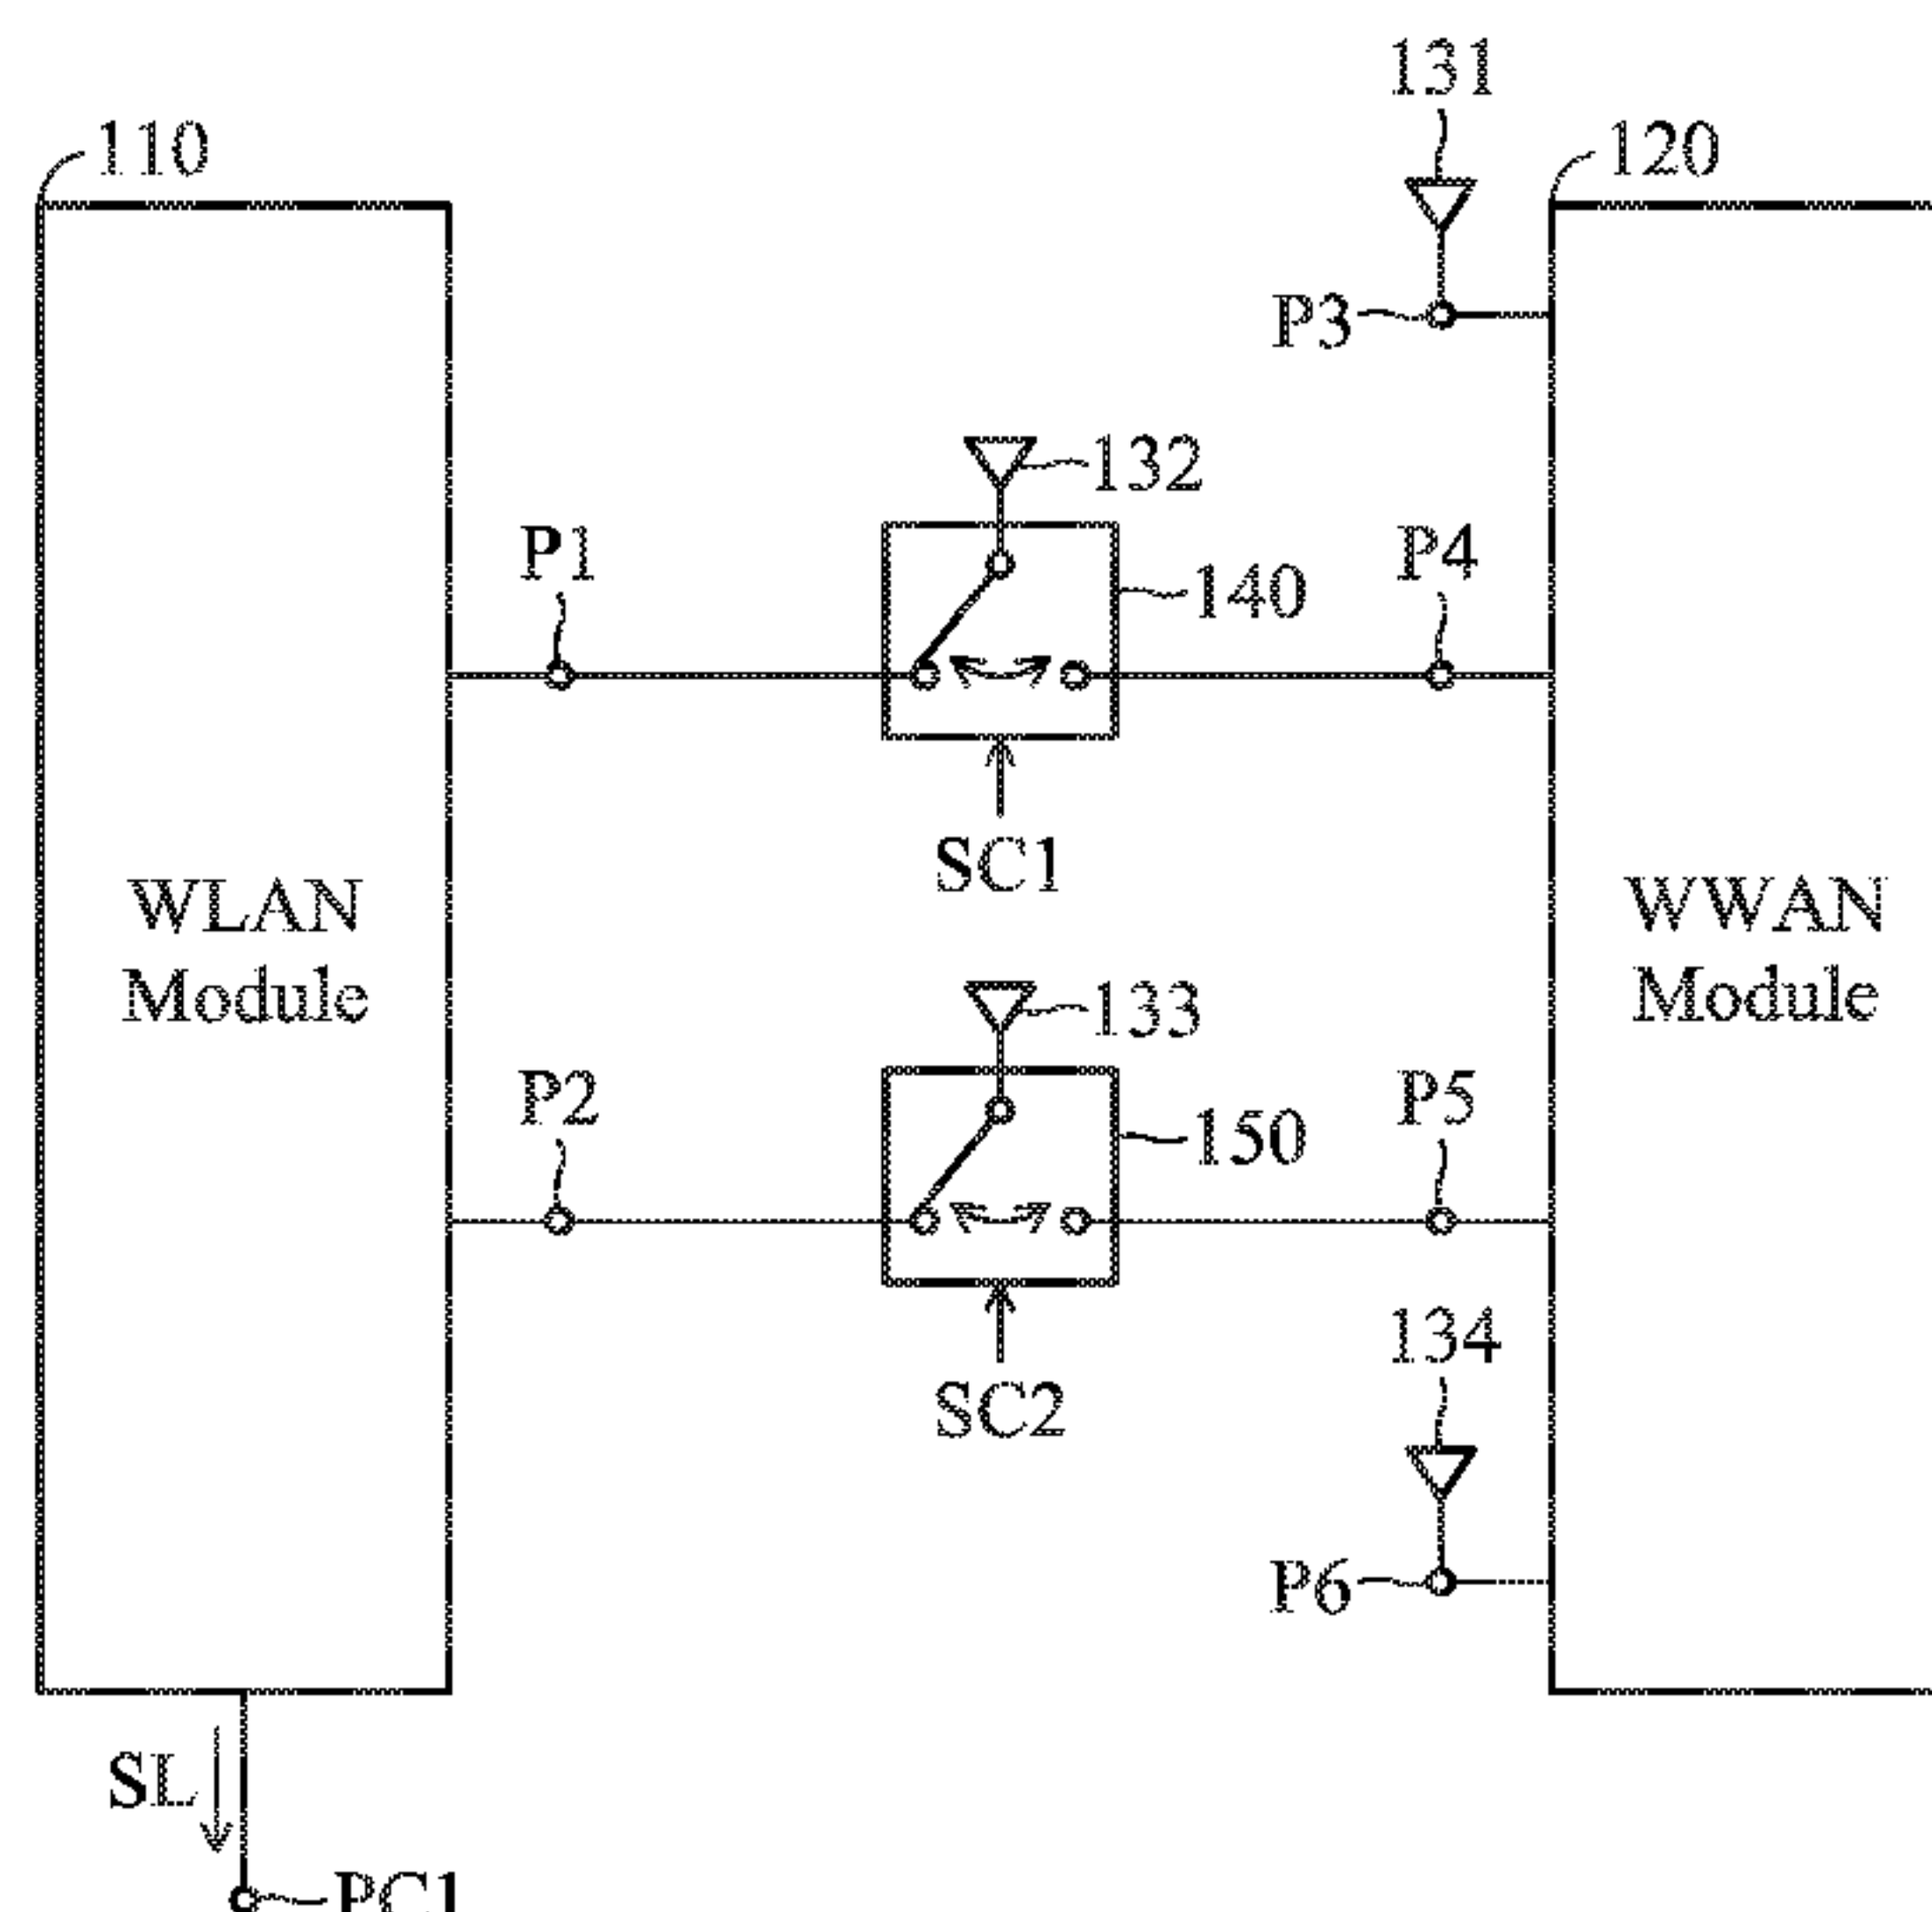 131
110
120
P3
132
P1
140
P4
SC1
WLAN
Module
WWAN
Module
133
P2
150
P5
SC2
134
P6
SL
PC1